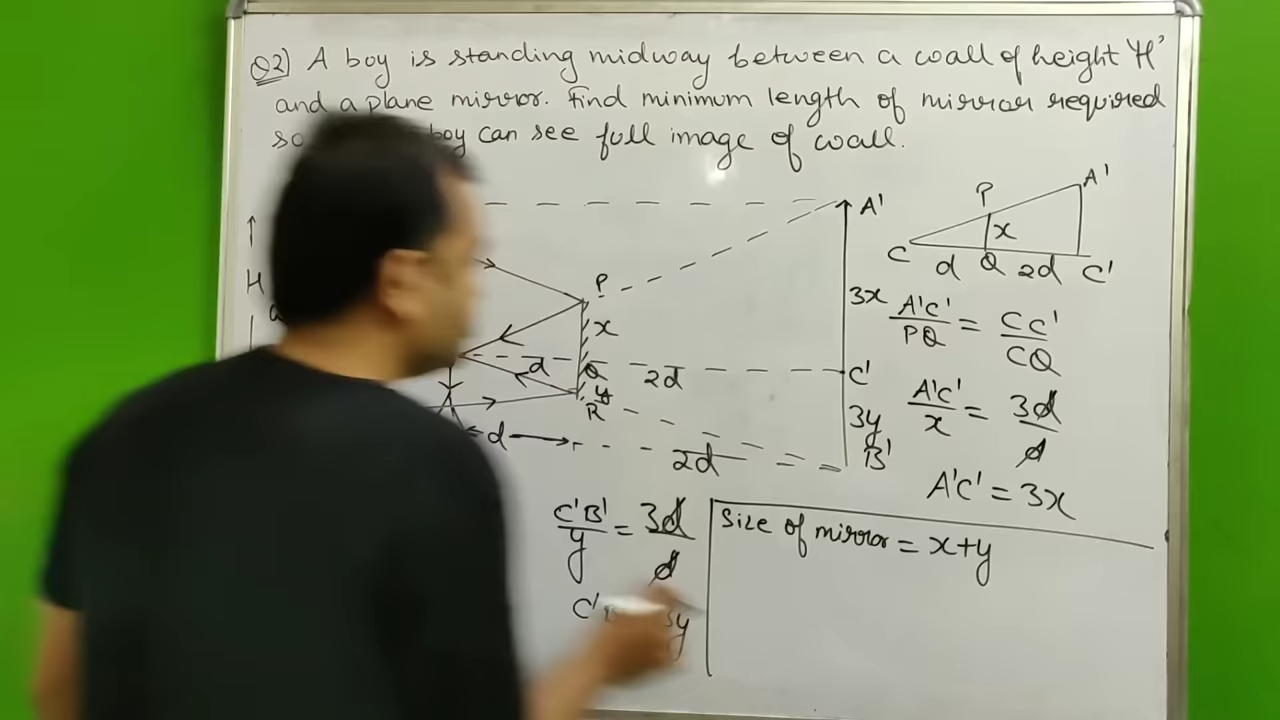 Q2) A boy is standing midway between a wall of height 'H'
and a plane mirror. Find minimum length of mirror required
so boy can see full image of wall.
A'
P
x
C
d
Q
2d
C'
A'
P
H
x
3x
A'C'/PQ = CC'/CQ
d
Q
2d
C'
y
R
3y
A'C'/x = 3d/d
B'
d
2d
A'C' = 3x
C'B'/y = 3d/d
Size of mirror = x+y
C'
3y